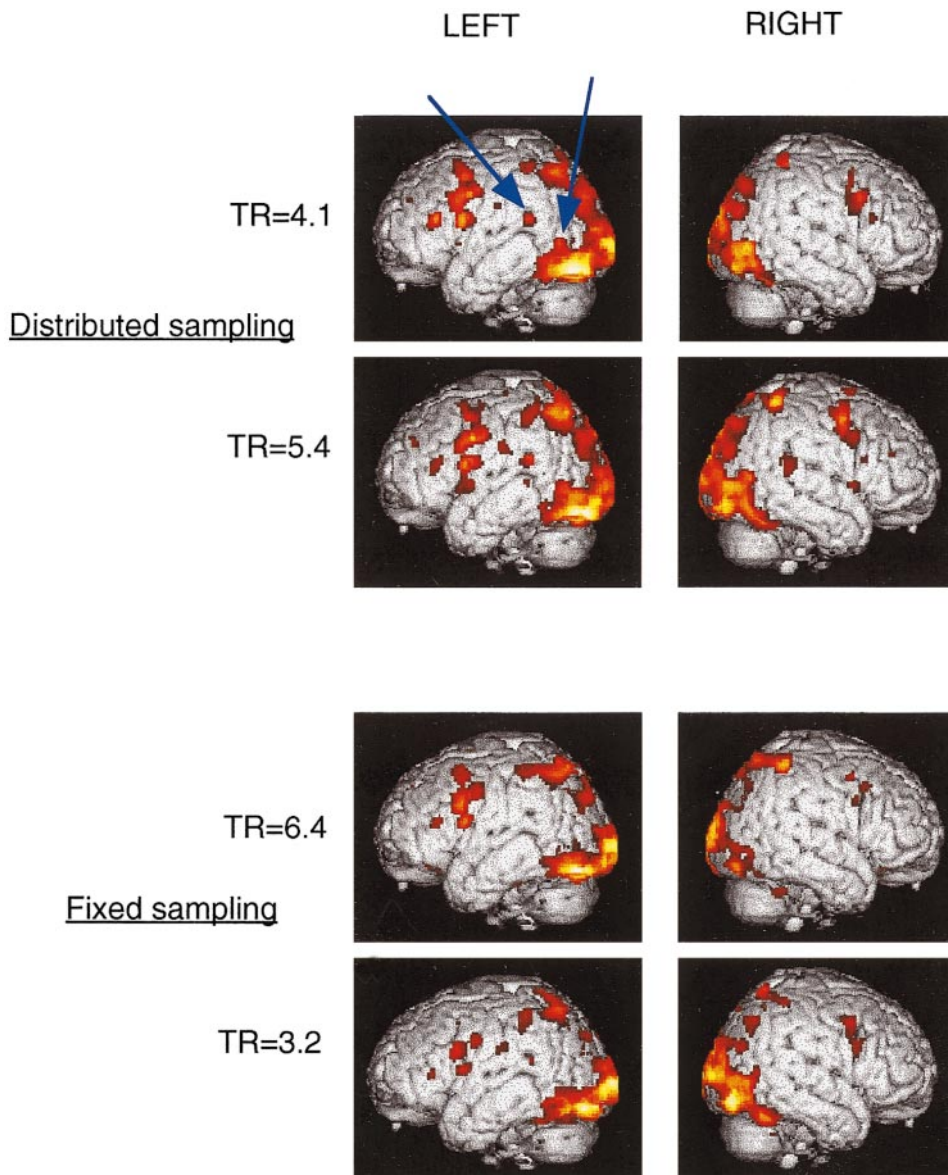 LEFT
RIGHT
TR=4.1
Distributed sampling
TR=5.4
TR=6.4
Fixed sampling
TR=3.2